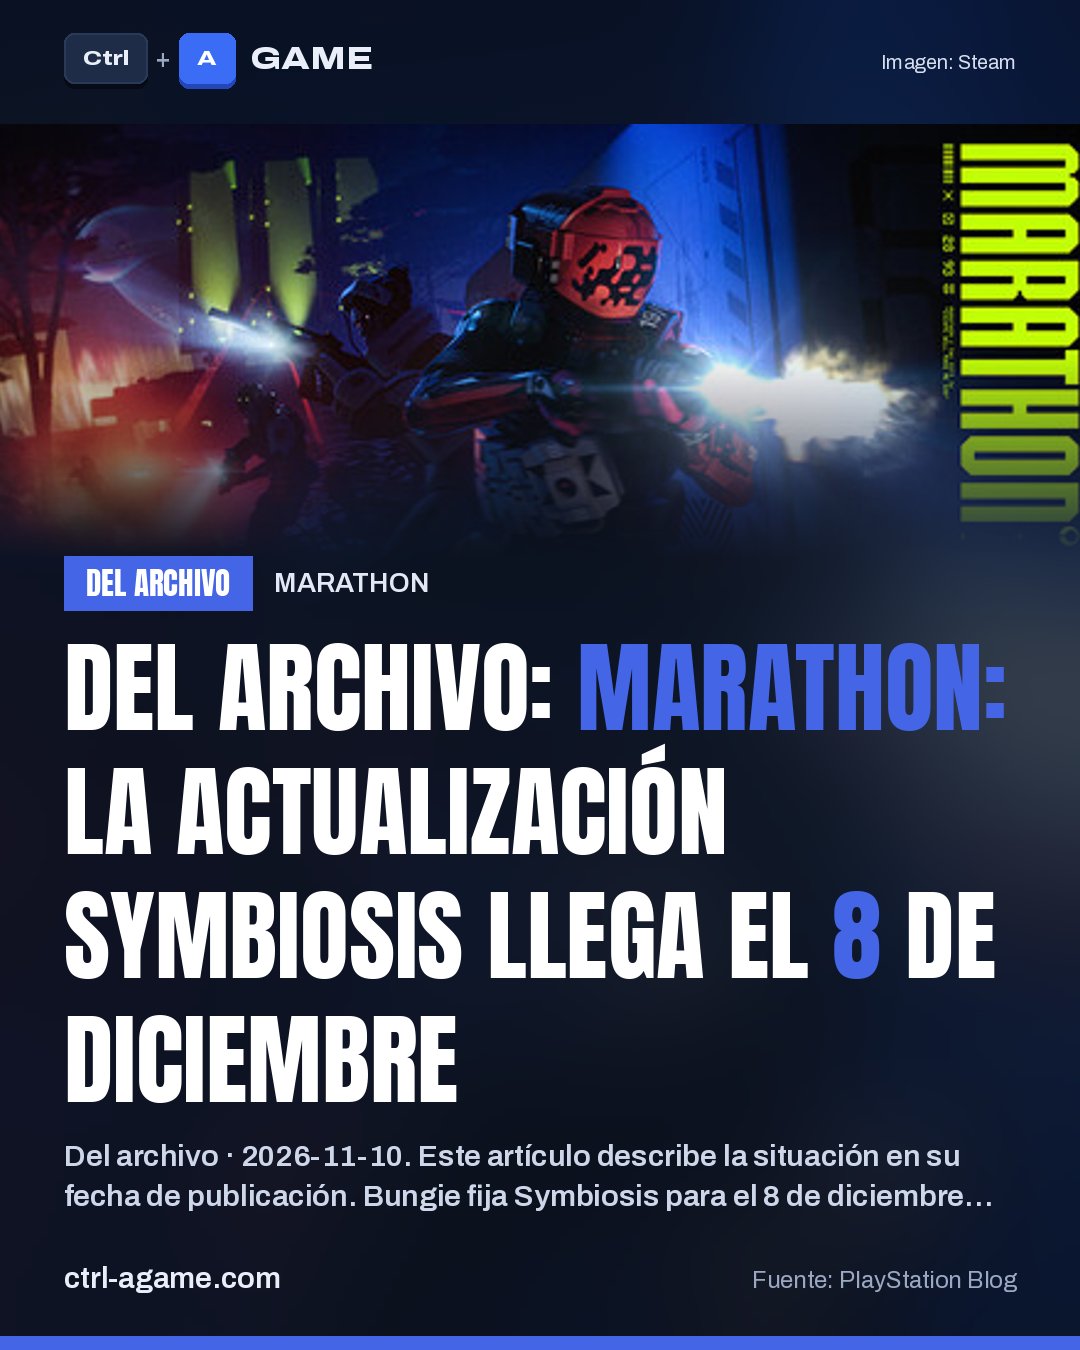 Ctrl + A GAME
Imagen: Steam
MARATHON
DEL ARCHIVO
MARATHON
DEL ARCHIVO: MARATHON:
LA ACTUALIZACIÓN
SYMBIOSIS LLEGA EL 8 DE
DICIEMBRE
Del archivo · 2026-11-10. Este artículo describe la situación en su
fecha de publicación. Bungie fija Symbiosis para el 8 de diciembre…
ctrl-agame.com
Fuente: PlayStation Blog